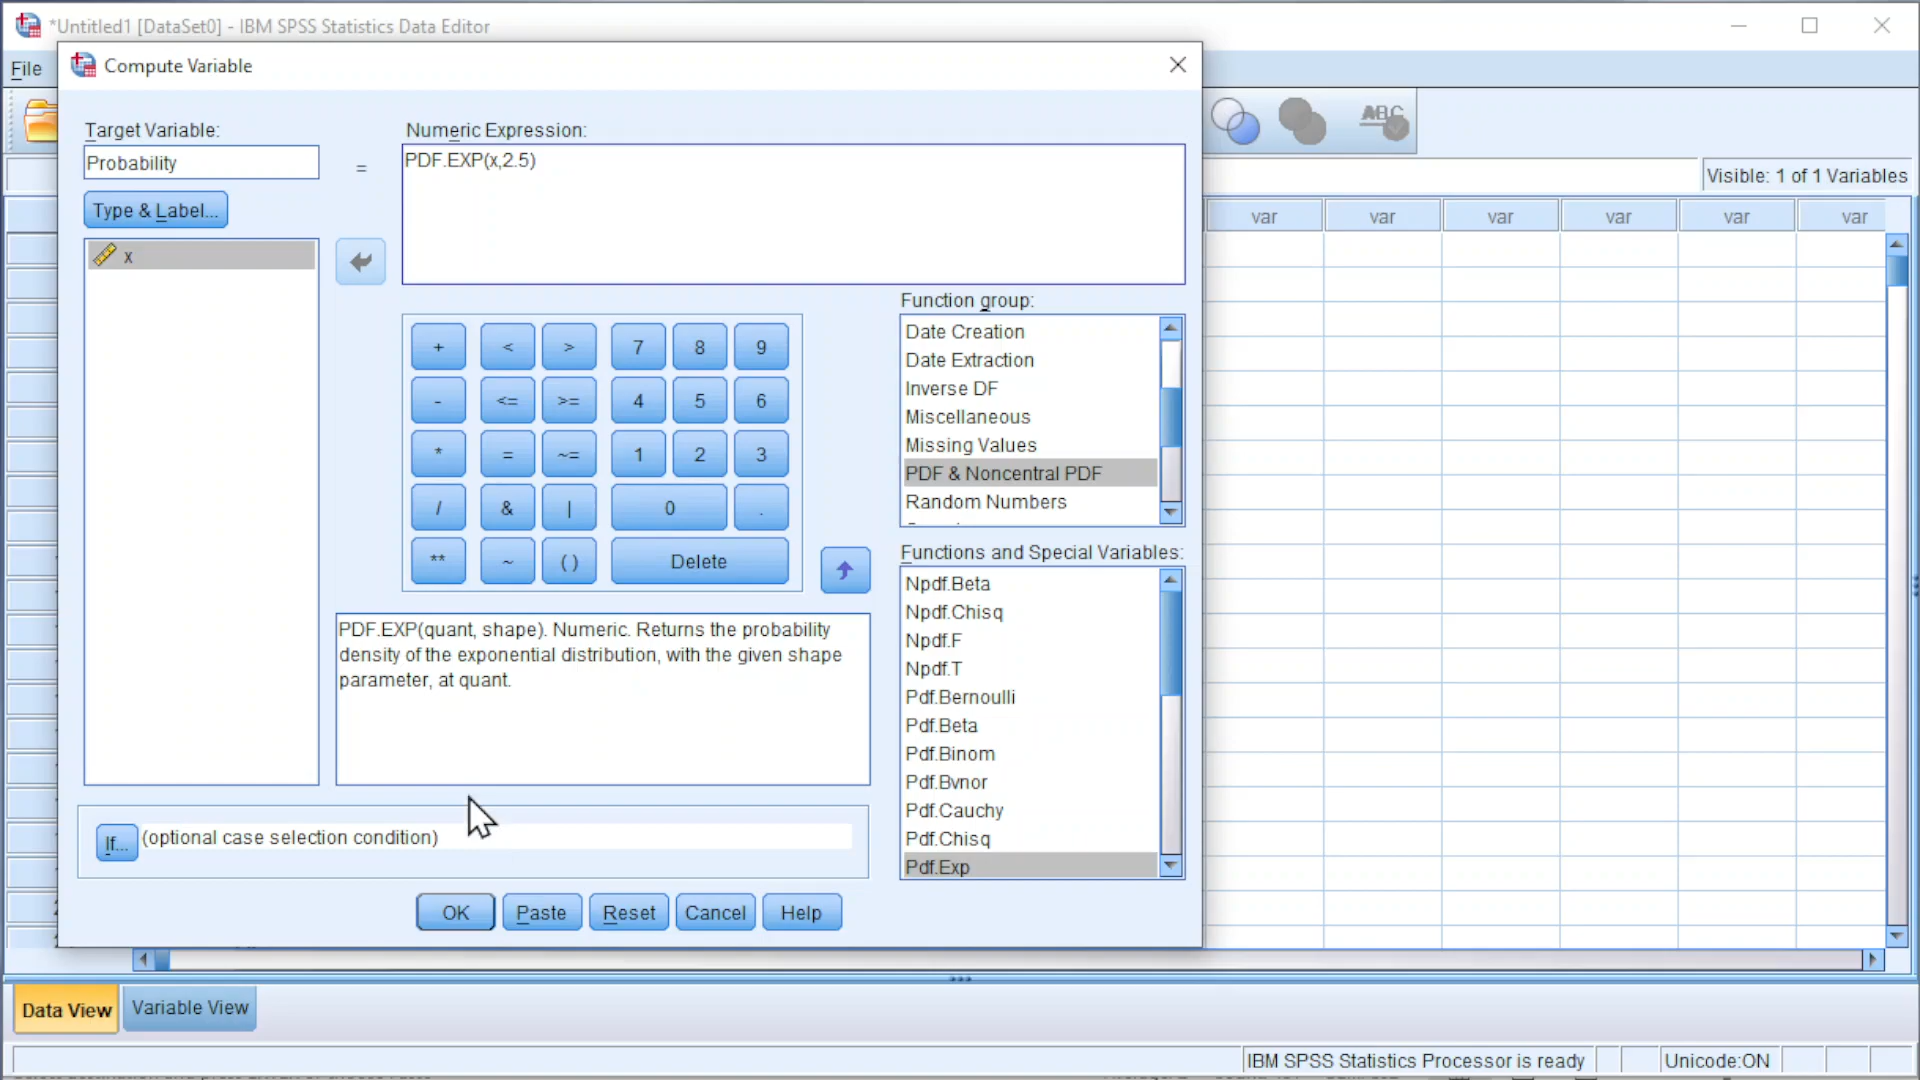 *Untitled1 [DataSet0] - IBM SPSS Statistics Data Editor
File
Compute Variable
Target Variable:
Numeric Expression:
Probability
=
PDF.EXP(x,2.5)
Type & Label...
x
Visible: 1 of 1 Variables
var var var var var var
ABC
Function group:
Date Creation
Date Extraction
Inverse DF
Miscellaneous
Missing Values
PDF & Noncentral PDF
Random Numbers
+ < > 7 8 9
- <= >= 4 5 6
* = ~= 1 2 3
/ & | 0 .
** ~ ( ) Delete
Functions and Special Variables:
Npdf.Beta
Npdf.Chisq
Npdf.F
Npdf.T
Pdf.Bernoulli
Pdf.Beta
Pdf.Binom
Pdf.Bvnor
Pdf.Cauchy
Pdf.Chisq
Pdf.Exp
PDF.EXP(quant, shape). Numeric. Returns the probability
density of the exponential distribution, with the given shape
parameter, at quant.
If...
(optional case selection condition)
OK
Paste
Reset
Cancel
Help
Data View
Variable View
IBM SPSS Statistics Processor is ready
Unicode:ON